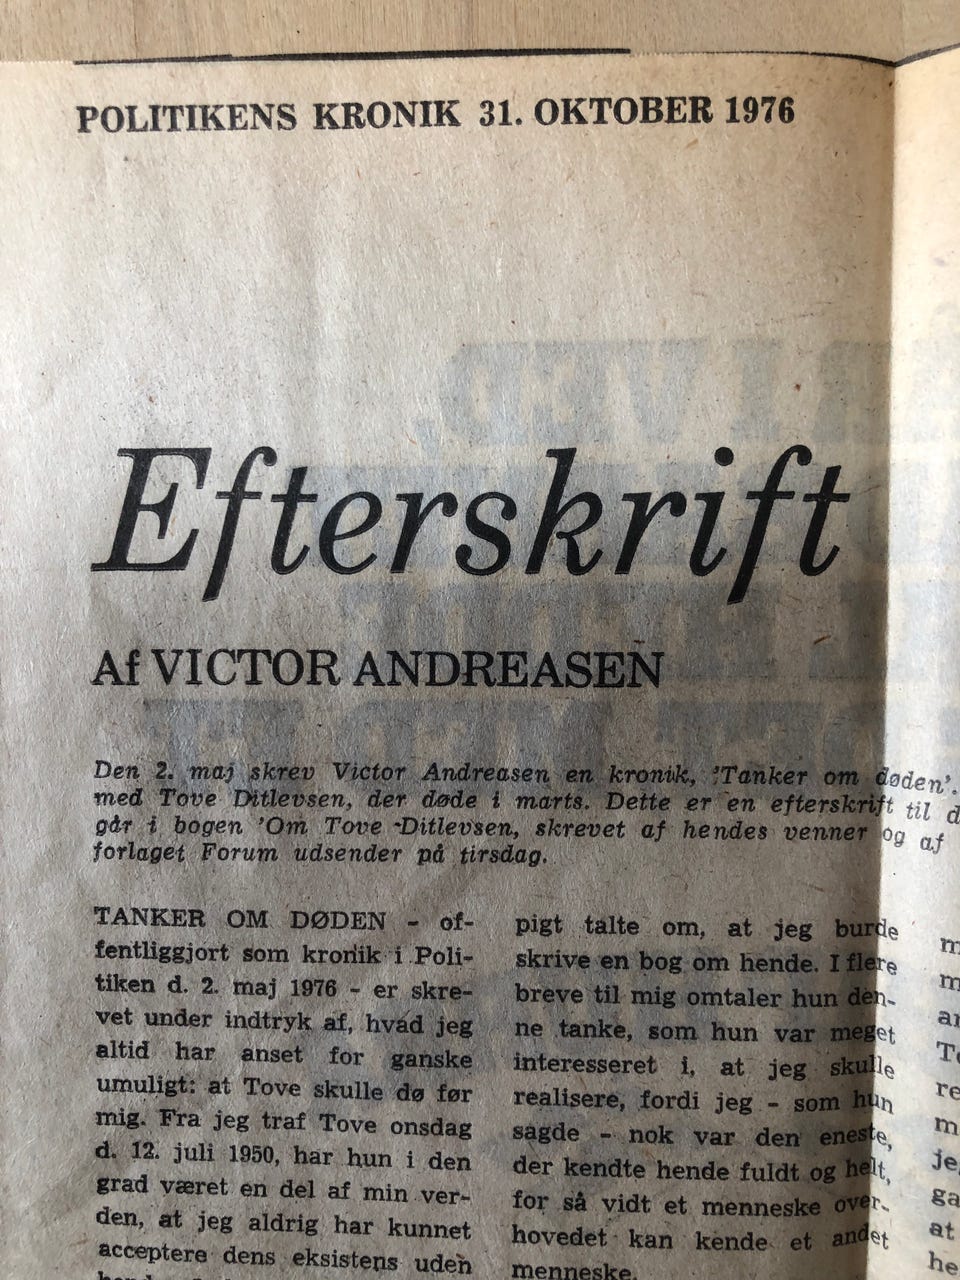 POLITIKENS KRONIK 31. OKTOBER 1976
Efterskrift
Af VICTOR ANDREASEN
Den 2. maj skrev Victor Andreasen en kronik, 'Tanker om døden'.
med Tove Ditlevsen, der døde i marts. Dette er en efterskrift til d
går i bogen 'Om Tove Ditlevsen, skrevet af hendes venner og af
forlaget Forum udsender på tirsdag.
TANKER OM DØDEN - of-
fentliggjort som kronik i Poli-
tiken d. 2. maj 1976 - er skre-
vet under indtryk af, hvad jeg
altid har anset for ganske
umuligt: at Tove skulle dø før
mig. Fra jeg traf Tove onsdag
d. 12. juli 1950, har hun i den
grad været en del af min ver-
den, at jeg aldrig har kunnet
acceptere dens eksistens uden
pigt talte om, at jeg burde
skrive en bog om hende. I flere
breve til mig omtaler hun den-
ne tanke, som hun var meget
interesseret i, at jeg skulle
realisere, fordi jeg - som hun
sagde - nok var den eneste,
der kendte hende fuldt og helt,
for så vidt et menneske over-
hovedet kan kende et andet
menneske.